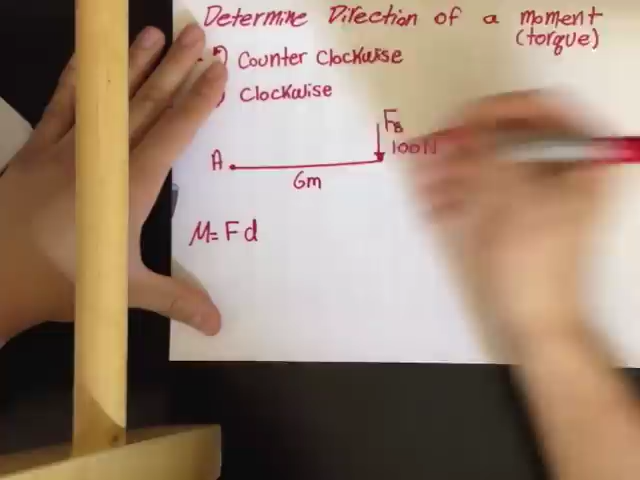 Determine Direction of a moment
(torque)
Counter Clockwise
Clockwise
FB
100N
A
6m
M= Fd